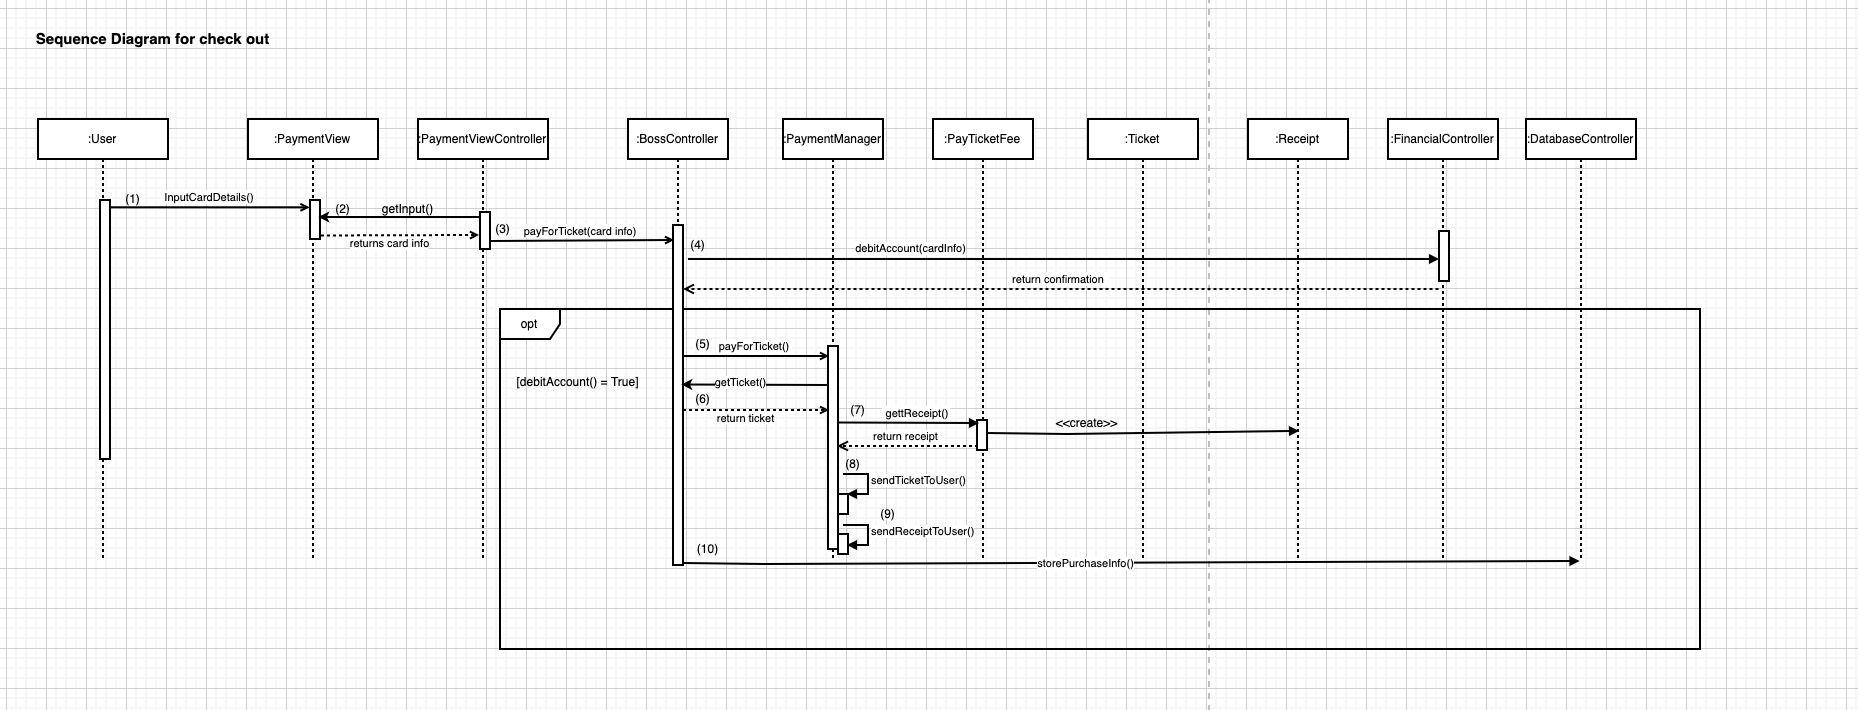 Sequence Diagram for check out
:User
:PaymentView
:PaymentViewController
:BossController
:PaymentManager
:PayTicketFee
:Ticket
:Receipt
:FinancialController
:DatabaseController
(1)
InputCardDetails()
(2)
getInput()
returns card info
(3)
payForTicket(card info)
(4)
debitAccount(cardInfo)
return confirmation
opt
(5)
payForTicket()
[debitAccount() = True]
getTicket()
(6)
return ticket
(7)
gettReceipt()
<<create>>
return receipt
(8)
sendTicketToUser()
(9)
sendReceiptToUser()
(10)
storePurchaseInfo()